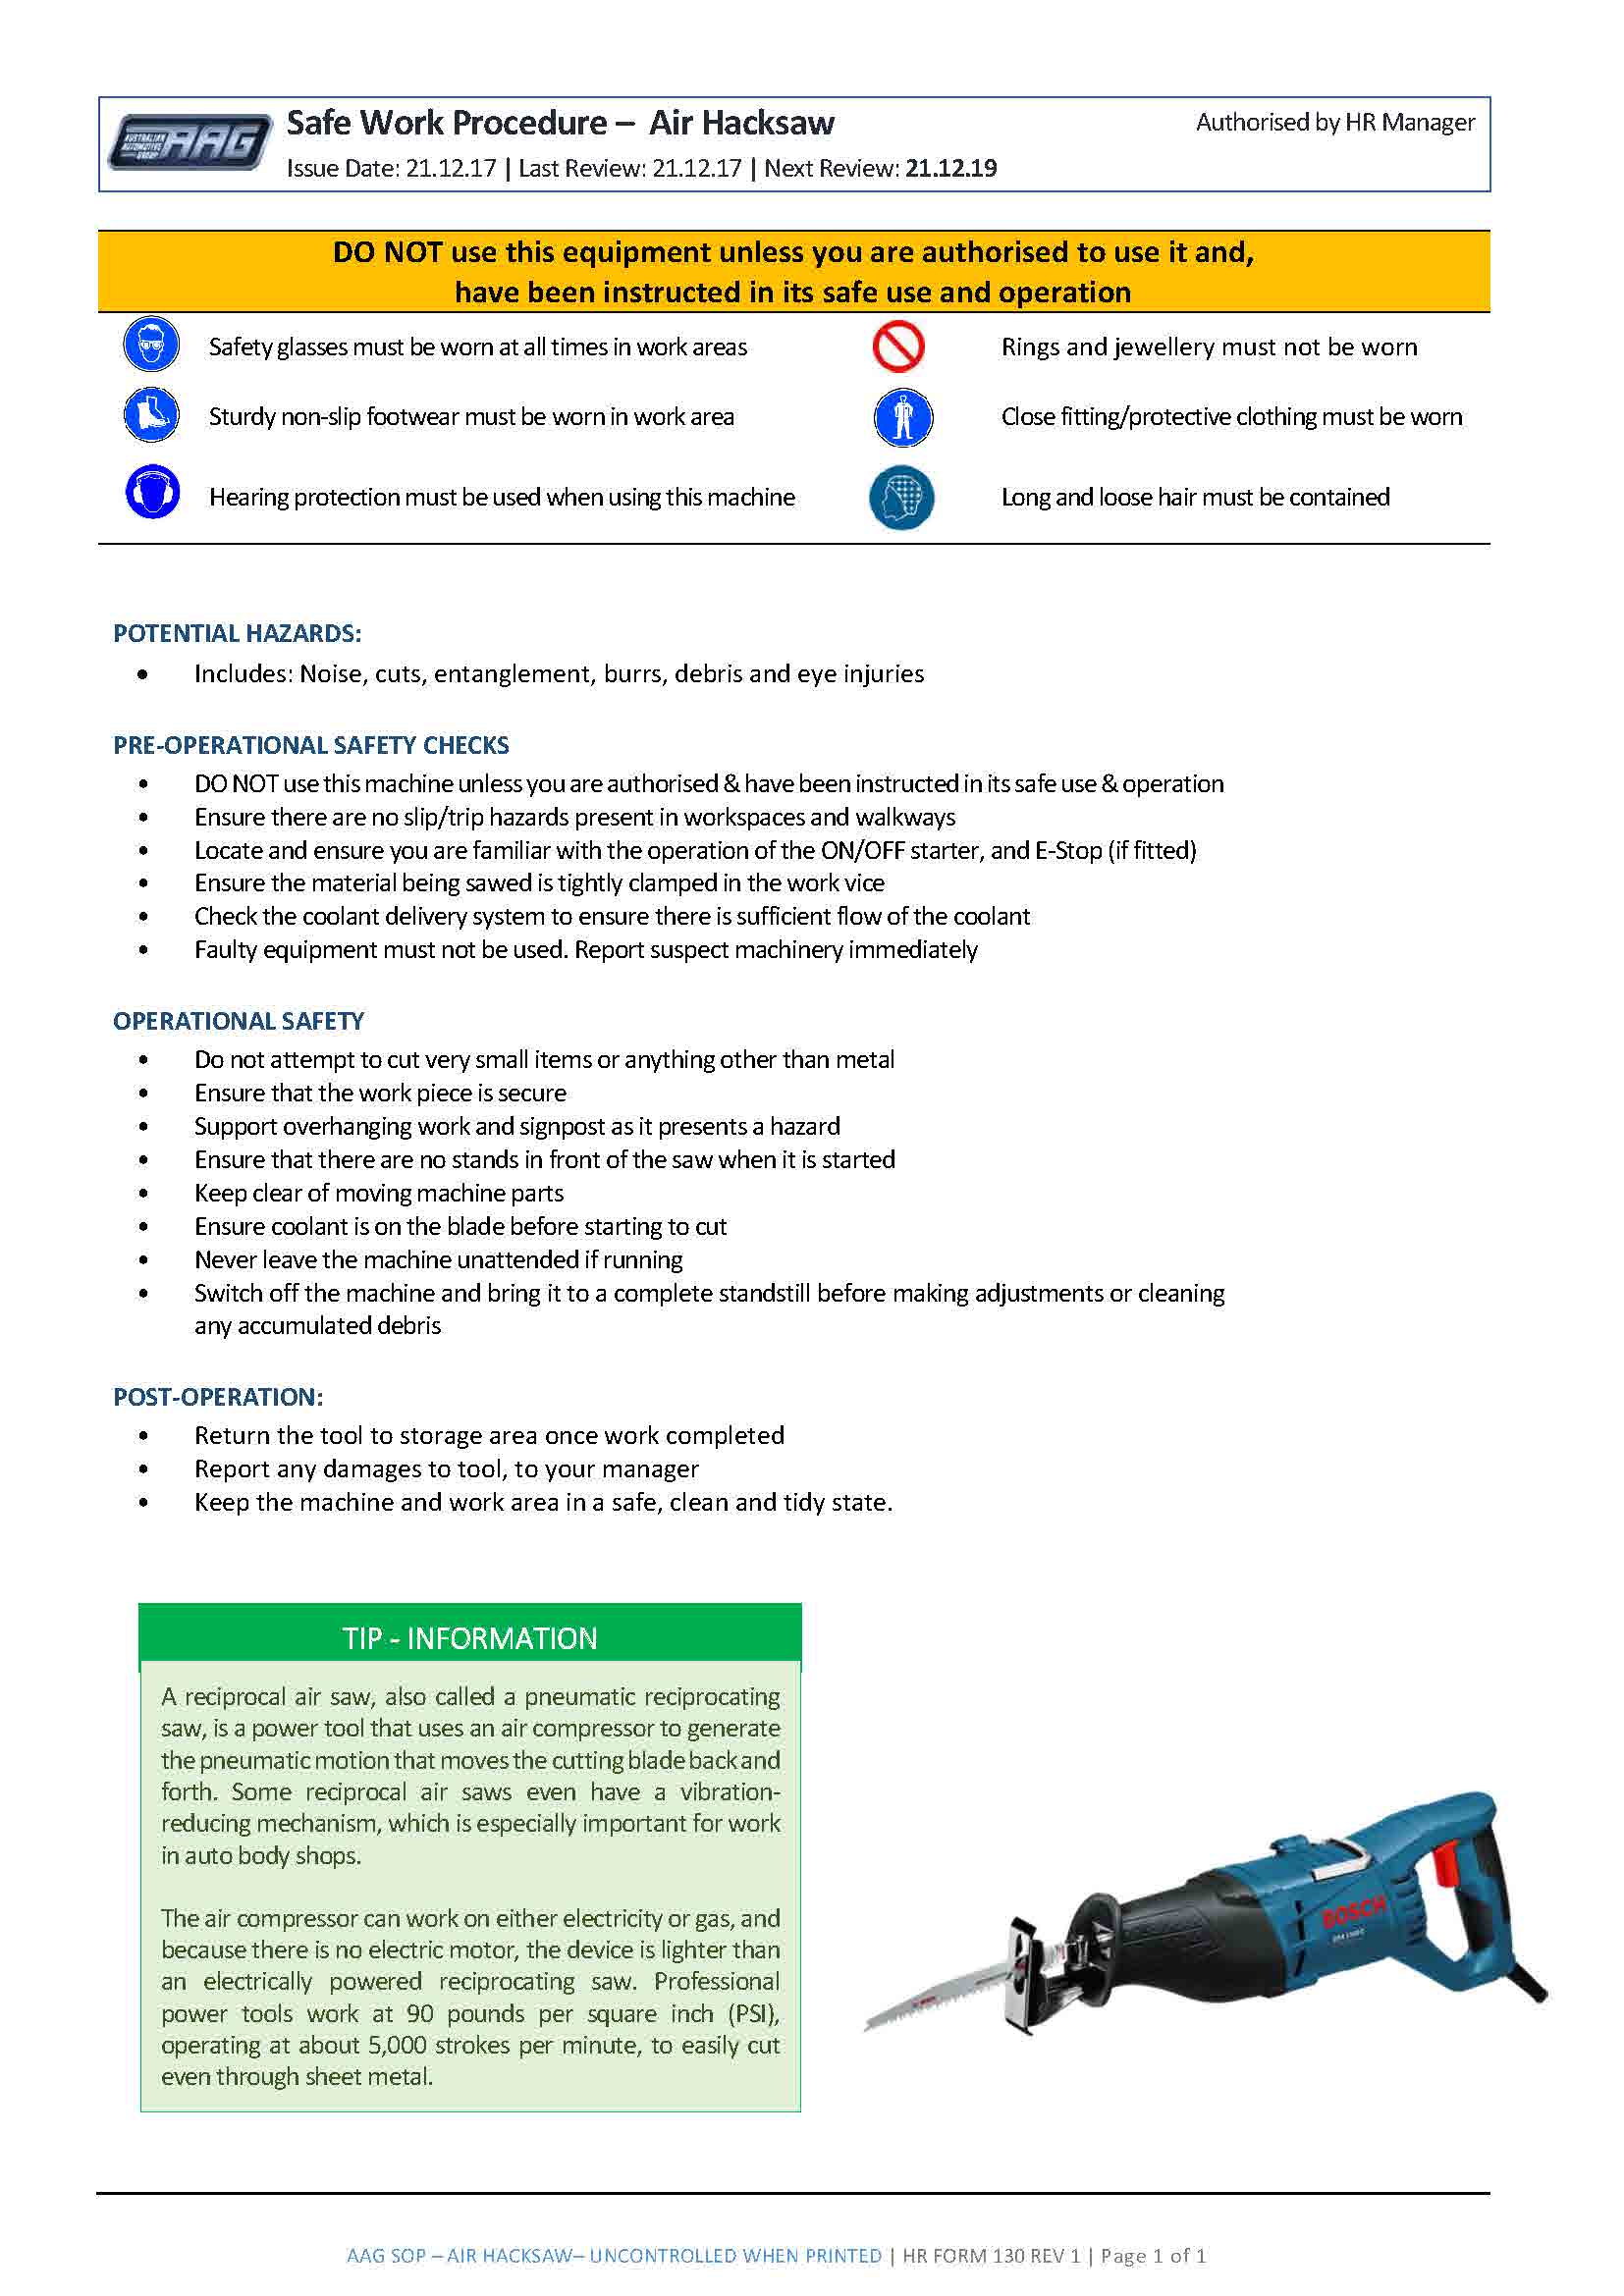 AUSTRALIAN
AUTOMOTIVE
GROUP
AAG
Safe Work Procedure – Air Hacksaw
Authorised by HR Manager
Issue Date: 21.12.17 | Last Review: 21.12.17 | Next Review: 21.12.19
DO NOT use this equipment unless you are authorised to use it and,
have been instructed in its safe use and operation
Safety glasses must be worn at all times in work areas
Rings and jewellery must not be worn
Sturdy non-slip footwear must be worn in work area
Close fitting/protective clothing must be worn
Hearing protection must be used when using this machine
Long and loose hair must be contained
POTENTIAL HAZARDS:
• Includes: Noise, cuts, entanglement, burrs, debris and eye injuries
PRE-OPERATIONAL SAFETY CHECKS
• DO NOT use this machine unless you are authorised & have been instructed in its safe use & operation
• Ensure there are no slip/trip hazards present in workspaces and walkways
• Locate and ensure you are familiar with the operation of the ON/OFF starter, and E-Stop (if fitted)
• Ensure the material being sawed is tightly clamped in the work vice
• Check the coolant delivery system to ensure there is sufficient flow of the coolant
• Faulty equipment must not be used. Report suspect machinery immediately
OPERATIONAL SAFETY
• Do not attempt to cut very small items or anything other than metal
• Ensure that the work piece is secure
• Support overhanging work and signpost as it presents a hazard
• Ensure that there are no stands in front of the saw when it is started
• Keep clear of moving machine parts
• Ensure coolant is on the blade before starting to cut
• Never leave the machine unattended if running
• Switch off the machine and bring it to a complete standstill before making adjustments or cleaning
any accumulated debris
POST-OPERATION:
• Return the tool to storage area once work completed
• Report any damages to tool, to your manager
• Keep the machine and work area in a safe, clean and tidy state.
TIP - INFORMATION
A reciprocal air saw, also called a pneumatic reciprocating
saw, is a power tool that uses an air compressor to generate
the pneumatic motion that moves the cutting blade back and
forth. Some reciprocal air saws even have a vibration-
reducing mechanism, which is especially important for work
in auto body shops.
The air compressor can work on either electricity or gas, and
because there is no electric motor, the device is lighter than
an electrically powered reciprocating saw. Professional
power tools work at 90 pounds per square inch (PSI),
operating at about 5,000 strokes per minute, to easily cut
even through sheet metal.
BOSCH
AAG SOP – AIR HACKSAW– UNCONTROLLED WHEN PRINTED | HR FORM 130 REV 1 | Page 1 of 1